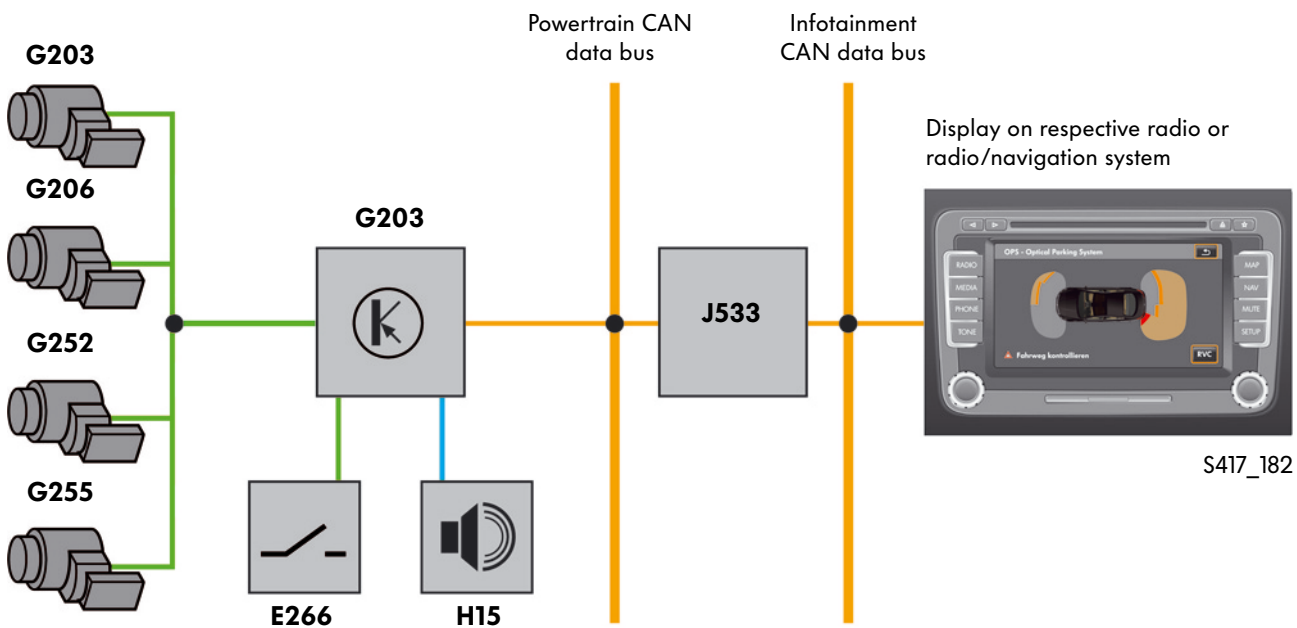 Powertrain CAN
data bus
Infotainment
CAN data bus
G203
G206
G252
G255
G203
E266
H15
J533
Display on respective radio or
radio/navigation system
OPS - Optical Parking System
RADIO
MEDIA
PHONE
TONE
MAP
NAV
MUTE
SETUP
Fahrweg kontrollieren
RVC
S417_182